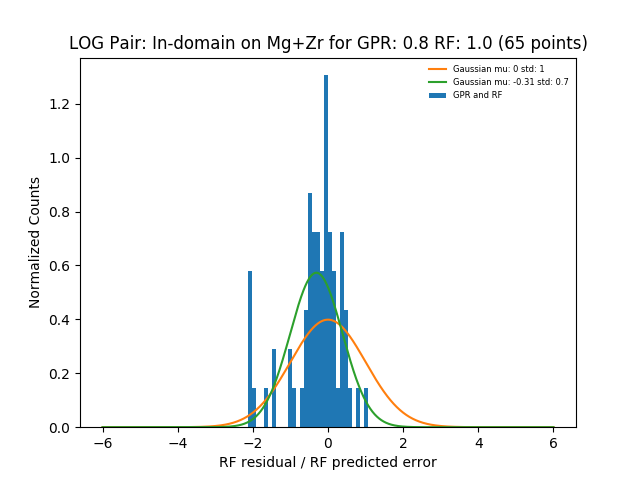 LOG Pair: In-domain on Mg+Zr for GPR: 0.8 RF: 1.0 (65 points)
Gaussian mu: 0 std: 1
Gaussian mu: -0.31 std: 0.7
GPR and RF
Normalized Counts
1.2
1.0
0.8
0.6
0.4
0.2
0.0
−6 −4 −2 0 2 4 6
RF residual / RF predicted error